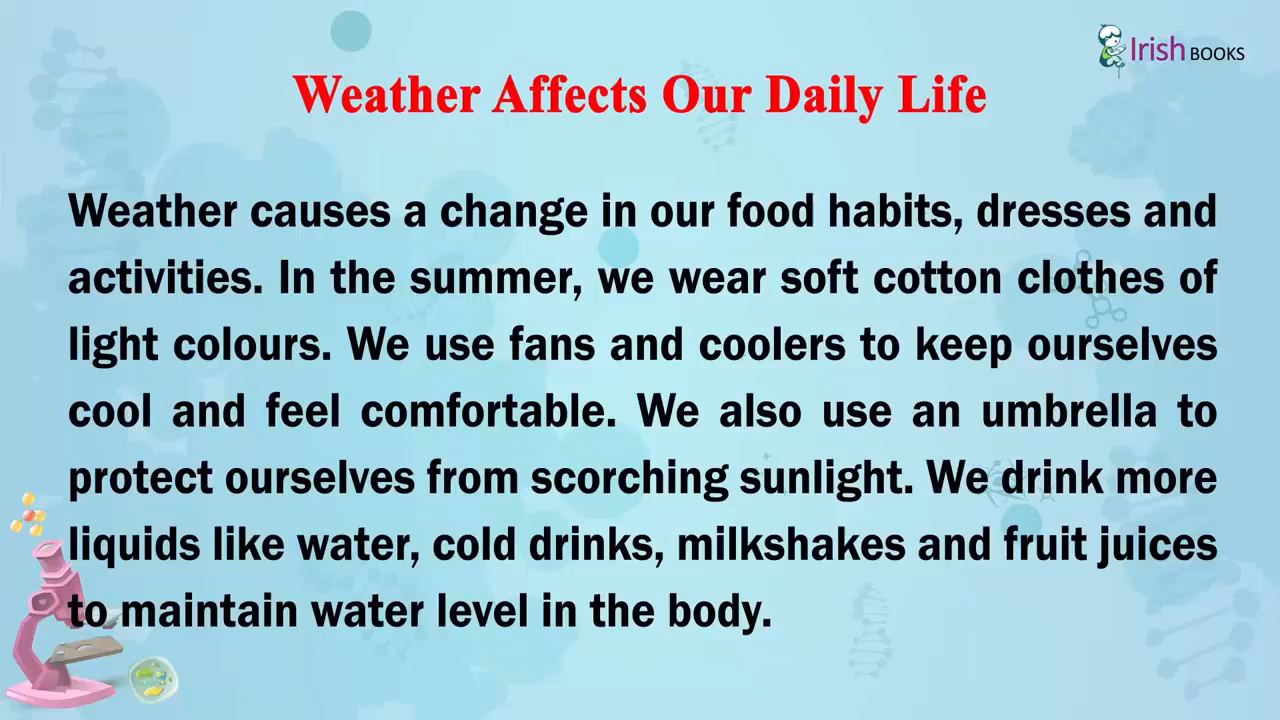 Irish BOOKS
Weather Affects Our Daily Life
Weather causes a change in our food habits, dresses and
activities. In the summer, we wear soft cotton clothes of
light colours. We use fans and coolers to keep ourselves
cool and feel comfortable. We also use an umbrella to
protect ourselves from scorching sunlight. We drink more
liquids like water, cold drinks, milkshakes and fruit juices
to maintain water level in the body.